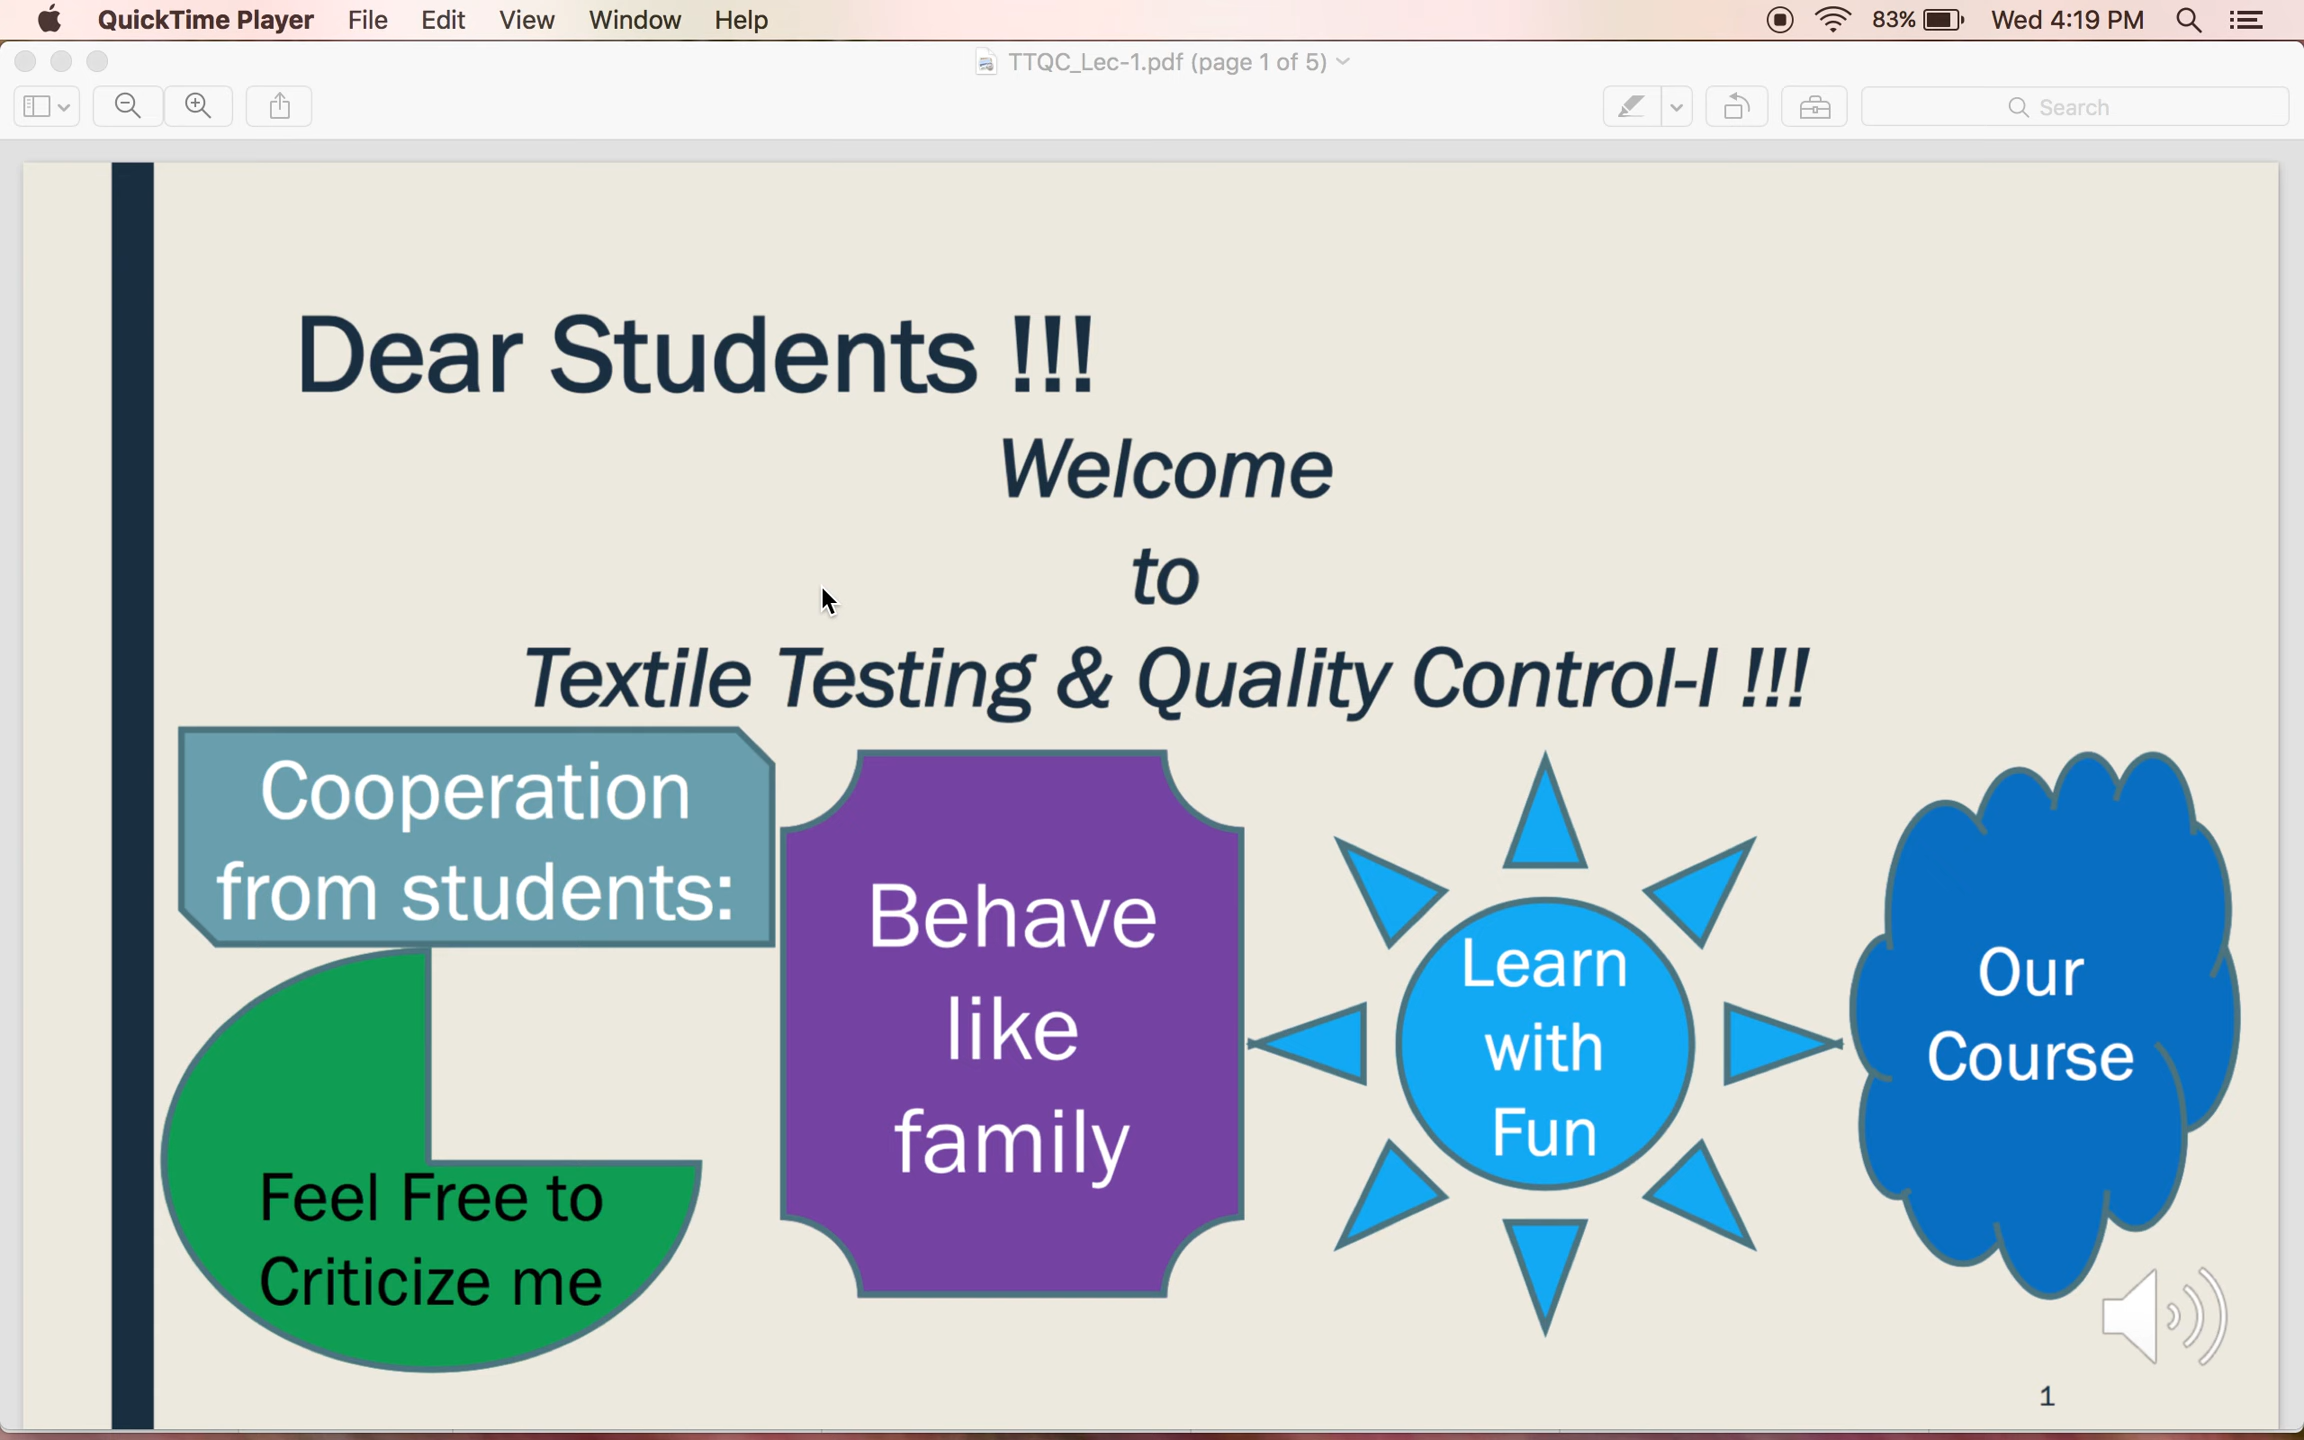 QuickTime Player File Edit View Window Help 83% Wed 4:19 PM
TTQC_Lec-1.pdf (page 1 of 5)
Search
Dear Students !!!
Welcome
to
Textile Testing & Quality Control-I !!!
Cooperation
from students:
Feel Free to
Criticize me
Behave
like
family
Learn
with
Fun
Our
Course
1